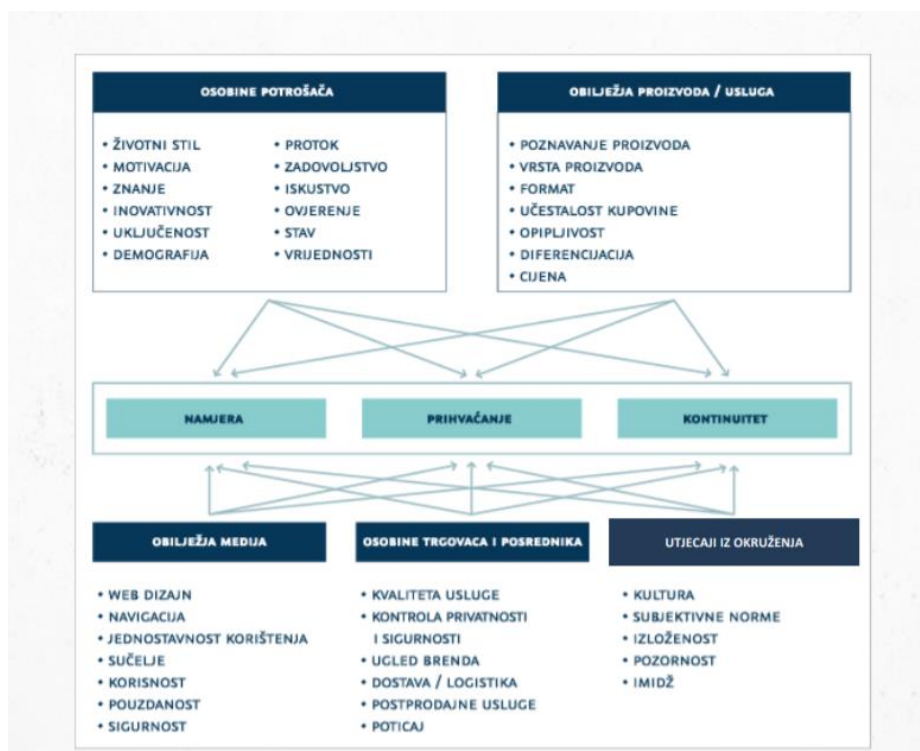 OSOBINE POTROŠAČA
• ŽIVOTNI STIL
• MOTIVACIJA
• ZNANJE
• INOVATIVNOST
• UKLJUČENOST
• DEMOGRAFIJA
• PROTOK
• ZADOVOLJSTVO
• ISKUSTVO
• OVJERENJE
• STAV
• VRIJEDNOSTI
OBILJEŽJA PROIZVODA / USLUGA
• POZNAVANJE PROIZVODA
• VRSTA PROIZVODA
• FORMAT
• UČESTALOST KUPOVINE
• OPIPLJIVOST
• DIFERENCIJACIJA
• CIJENA
NAMJERA
PRIHVAĆANJE
KONTINUITET
OBILJEŽJA MEDIJA
• WEB DIZAJN
• NAVIGACIJA
• JEDNOSTAVNOST KORIŠTENJA
• SUČELJE
• KORISNOST
• POUZDANOST
• SIGURNOST
OSOBINE TRGOVACA I POSREDNIKA
• KVALITETA USLUGE
• KONTROLA PRIVATNOSTI
I SIGURNOSTI
• UGLED BRENDA
• DOSTAVA / LOGISTIKA
• POSTPRODAJNE USLUGE
• POTICAJ
UTJECAJI IZ OKRUŽENJA
• KULTURA
• SUBJEKTIVNE NORME
• IZLOŽENOST
• POZORNOST
• IMIDŽ